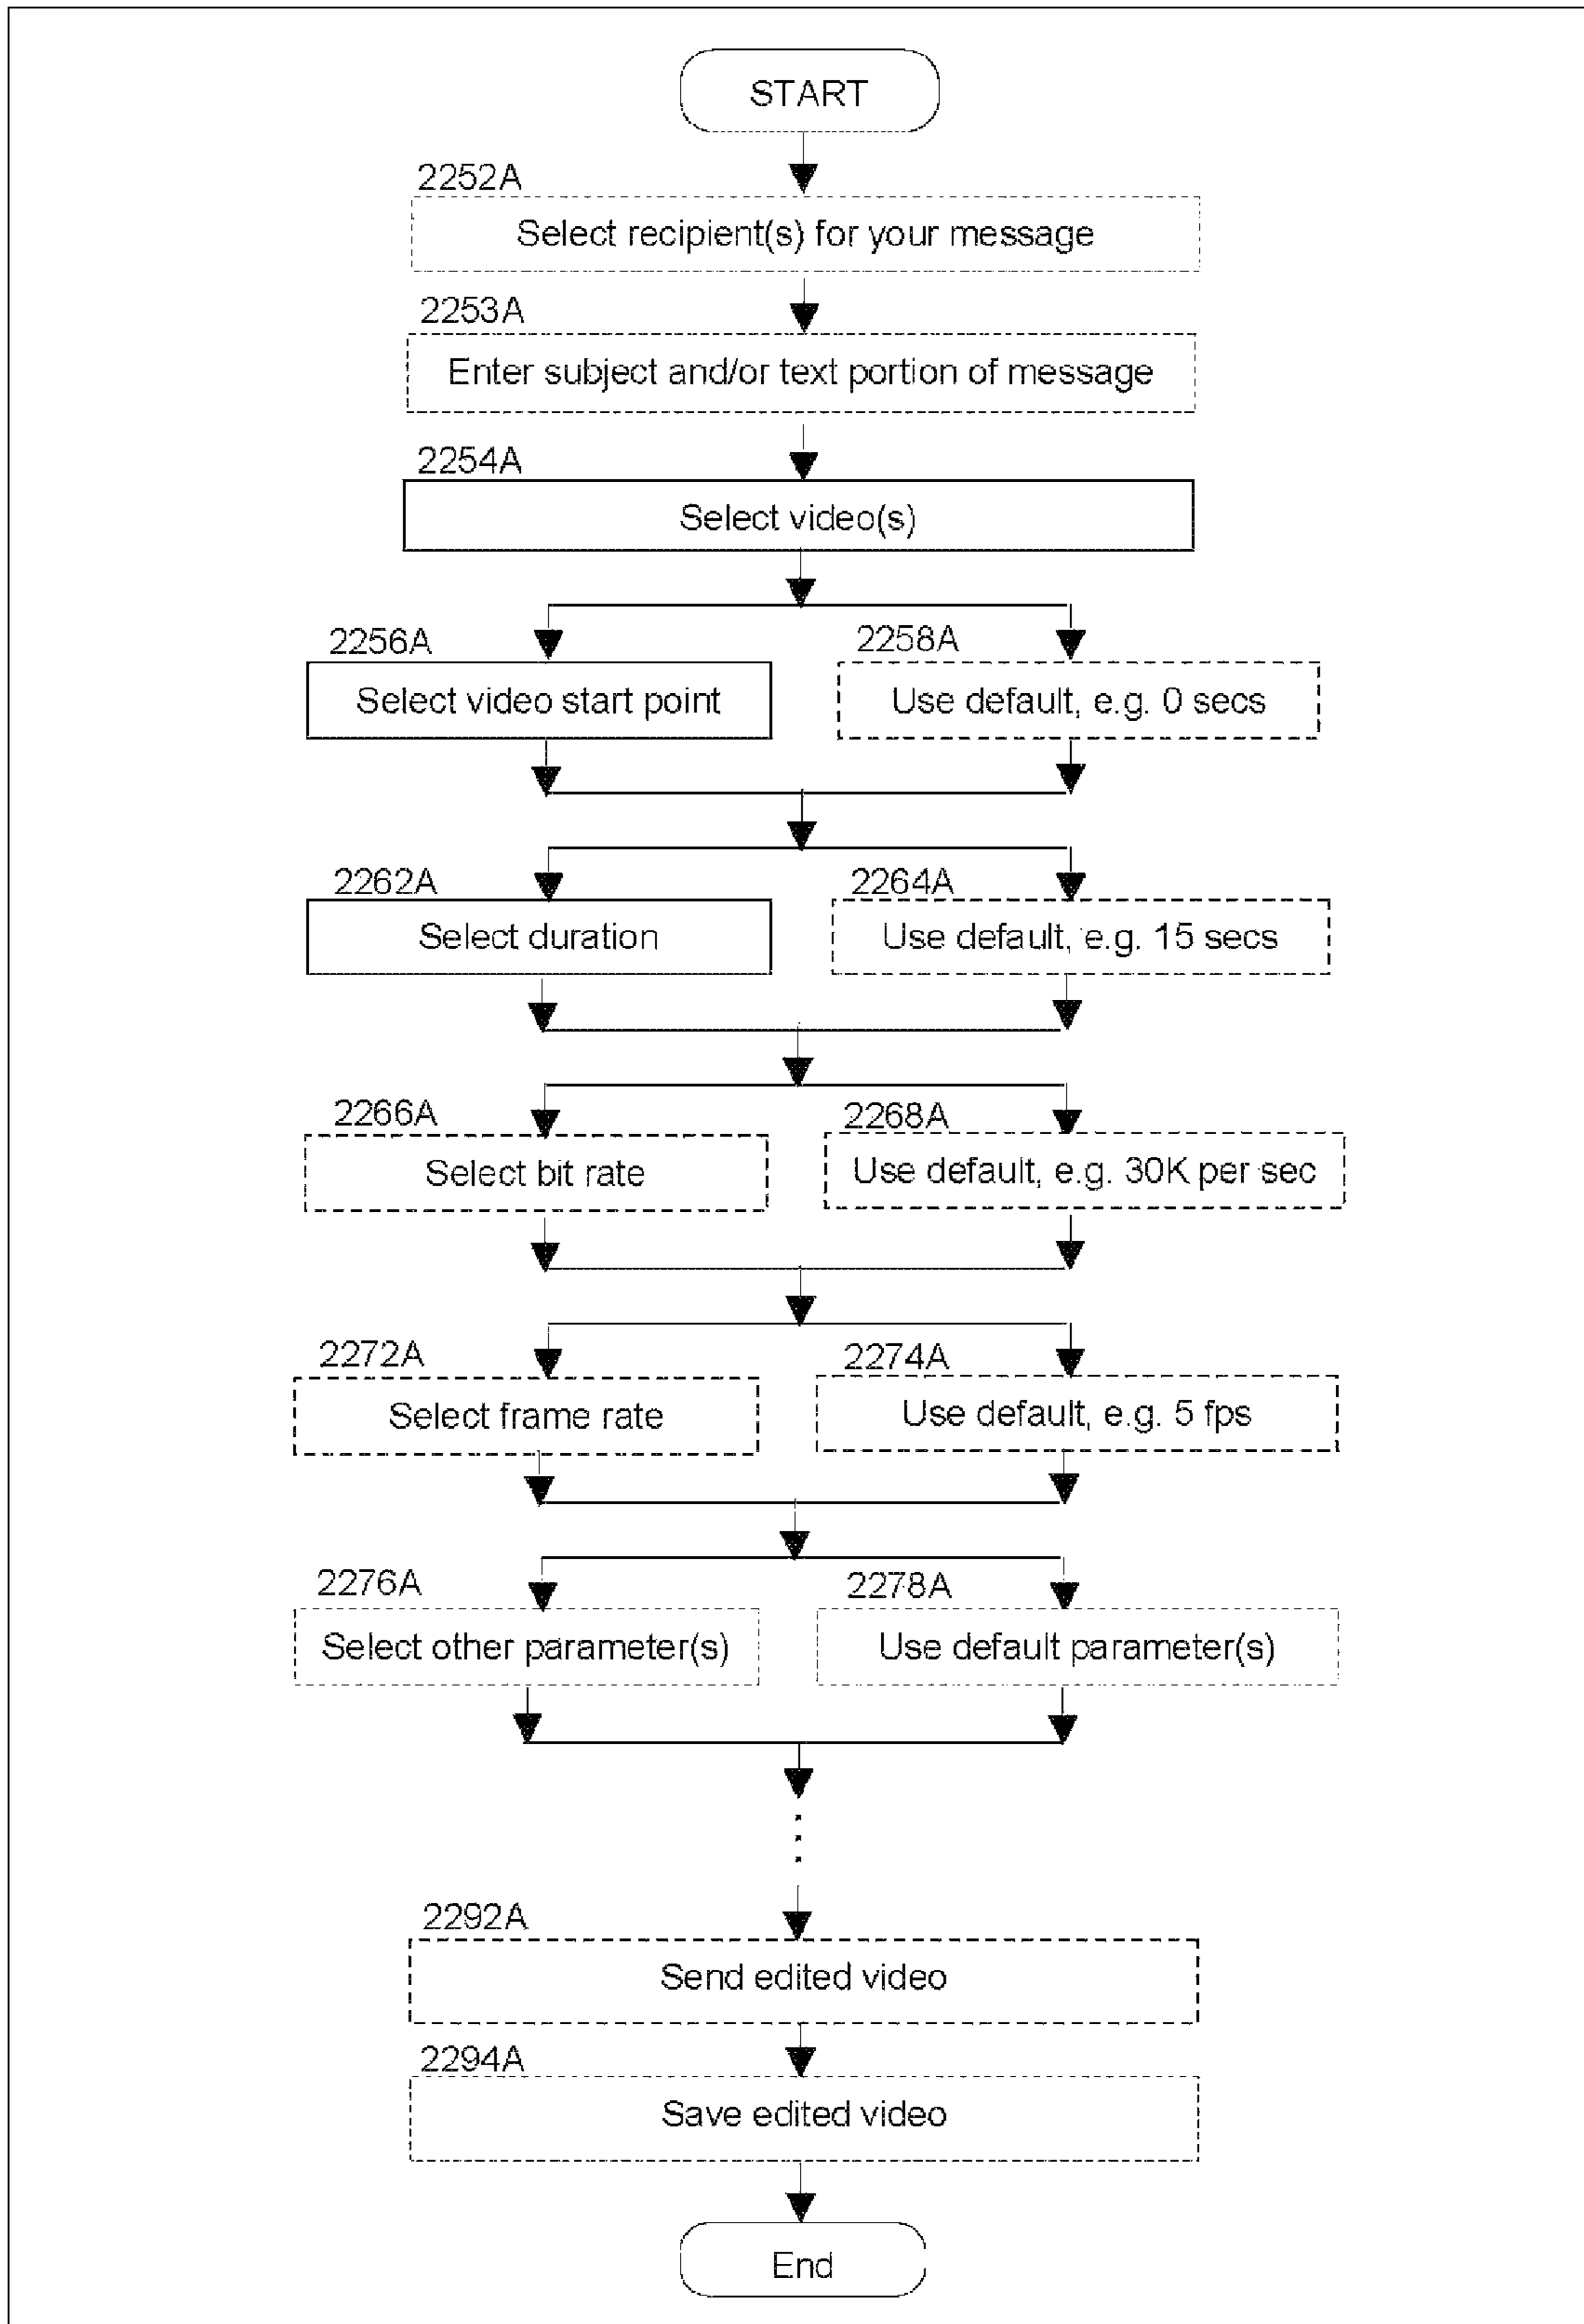 START
2252A
Select recipient(s) for your message
2253A
Enter subject and/or text portion of message
2254A
Select video(s)
2256A
Select video start point
2258A
Use default, e.g. 0 secs
2262A
Select duration
2264A
Use default, e.g. 15 secs
2266A
Select bit rate
2268A
Use default, e.g. 30K per sec
2272A
Select frame rate
2274A
Use default, e.g. 5 fps
2276A
Select other parameter(s)
2278A
Use default parameter(s)
2292A
Send edited video
2294A
Save edited video
End